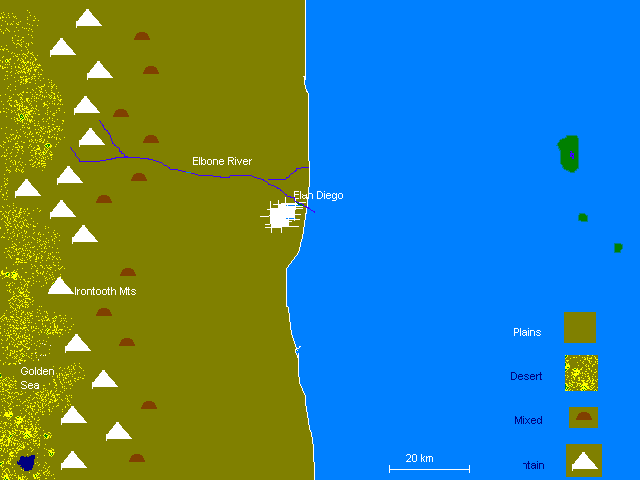 Elbone River
Elan Diego
Irontooth Mts
Plains
Golden
Sea
Desert
Mixed
20 km
ntain